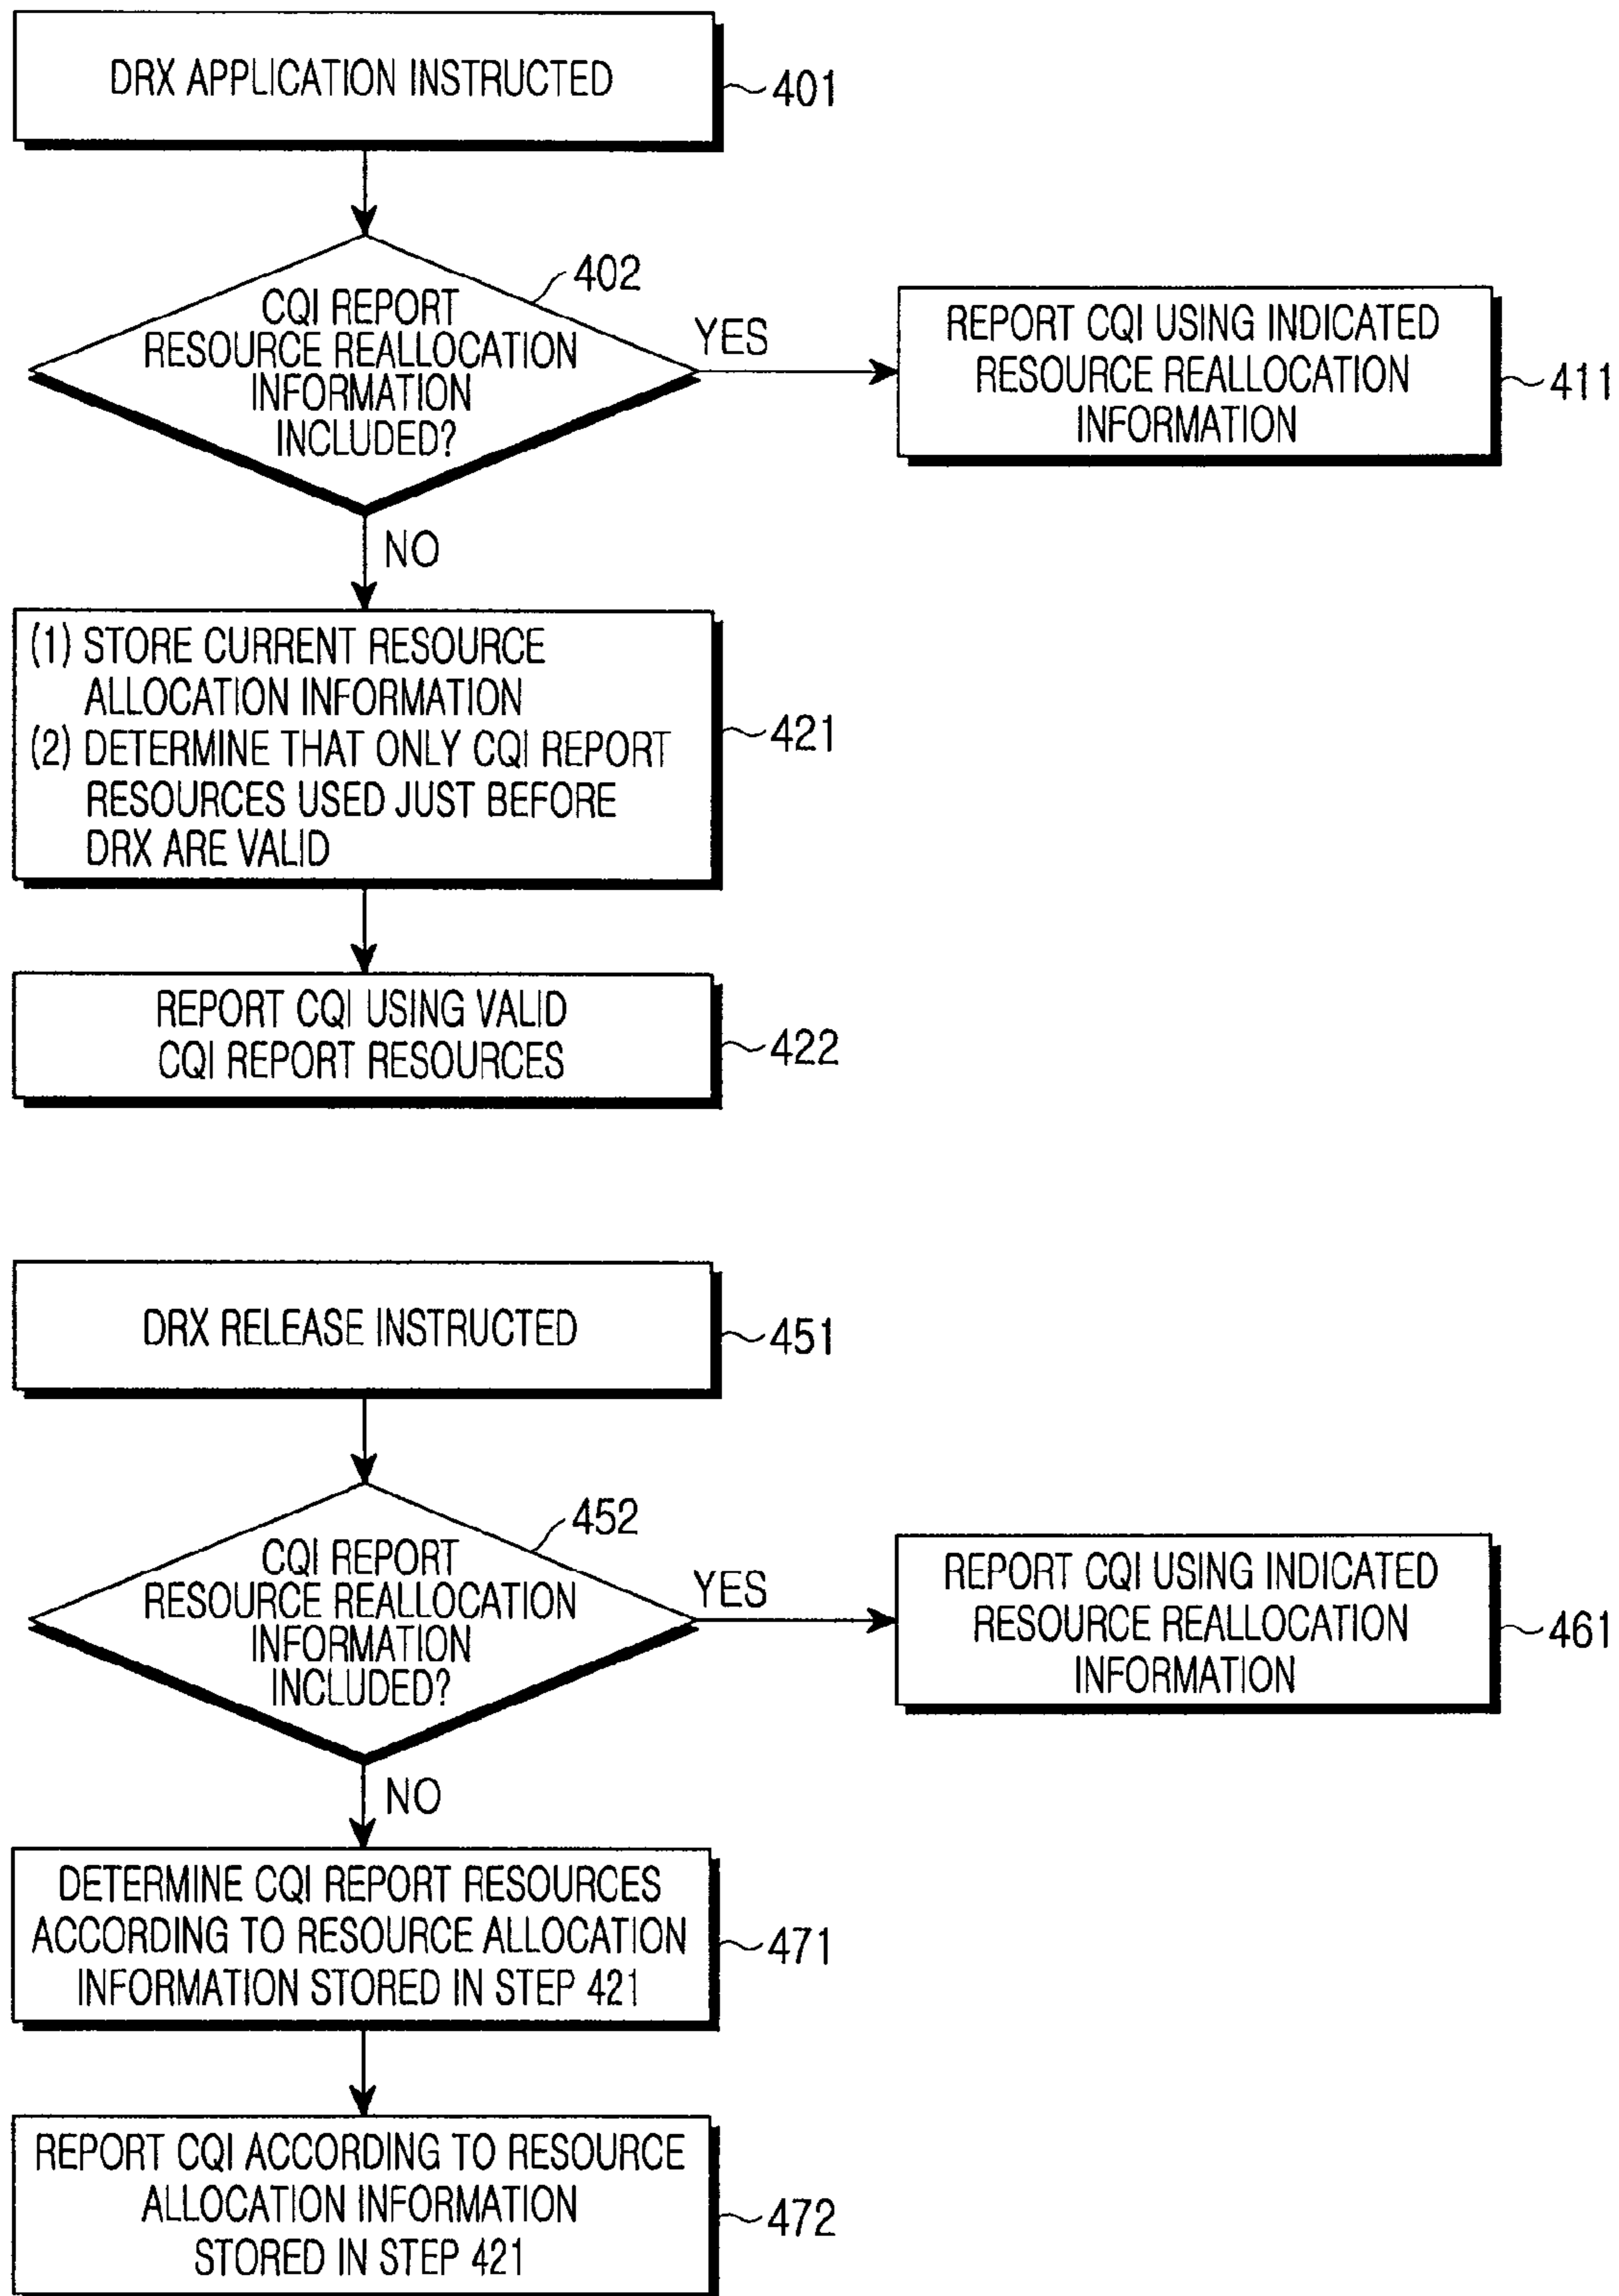 DRX APPLICATION INSTRUCTED
401
402
CQI REPORT
RESOURCE REALLOCATION
INFORMATION
INCLUDED?
YES
REPORT CQI USING INDICATED
RESOURCE REALLOCATION
INFORMATION
411
NO
(1) STORE CURRENT RESOURCE
ALLOCATION INFORMATION
(2) DETERMINE THAT ONLY CQI REPORT
RESOURCES USED JUST BEFORE
DRX ARE VALID
421
REPORT CQI USING VALID
CQI REPORT RESOURCES
422
DRX RELEASE INSTRUCTED
451
452
CQI REPORT
RESOURCE REALLOCATION
INFORMATION
INCLUDED?
YES
REPORT CQI USING INDICATED
RESOURCE REALLOCATION
INFORMATION
461
NO
DETERMINE CQI REPORT RESOURCES
ACCORDING TO RESOURCE ALLOCATION
INFORMATION STORED IN STEP 421
471
REPORT CQI ACCORDING TO RESOURCE
ALLOCATION INFORMATION
STORED IN STEP 421
472